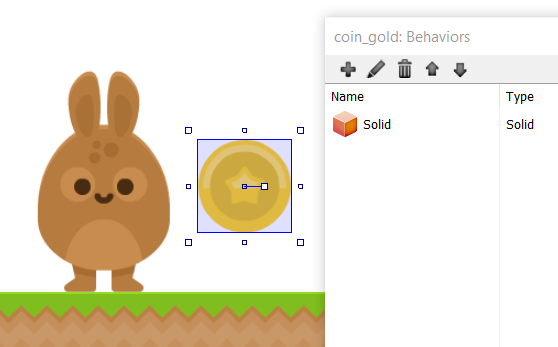 coin_gold: Behaviors
Name Type
Solid Solid